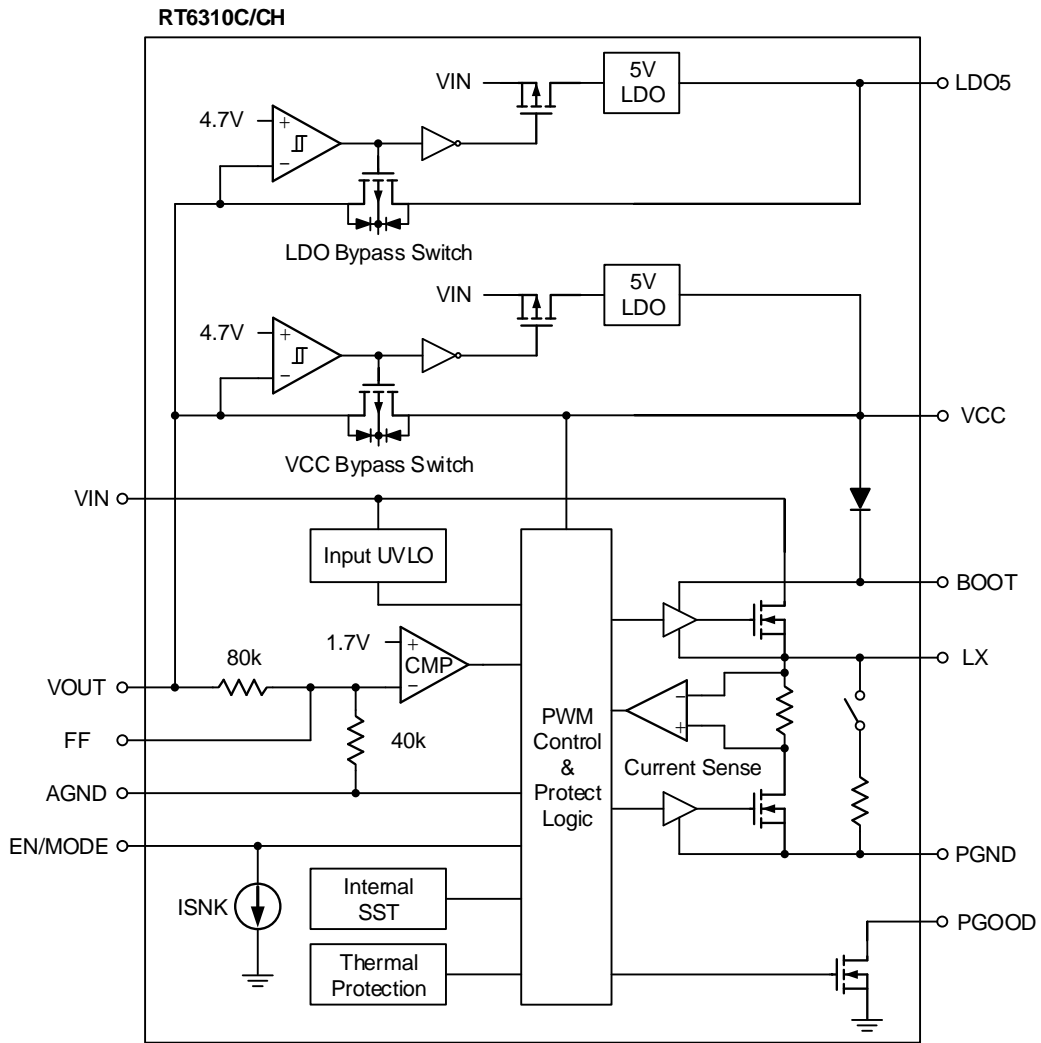 RT6310C/CH
VIN
5V
LDO
LDO5
4.7V
+
−
LDO Bypass Switch
VIN
5V
LDO
4.7V
+
−
VCC
VCC Bypass Switch
VIN
Input UVLO
BOOT
1.7V
+
CMP
−
80k
LX
VOUT
−
+
FF
40k
PWM
Control
&
Protect
Logic
Current Sense
AGND
EN/MODE
PGND
ISNK
Internal
SST
PGOOD
Thermal
Protection